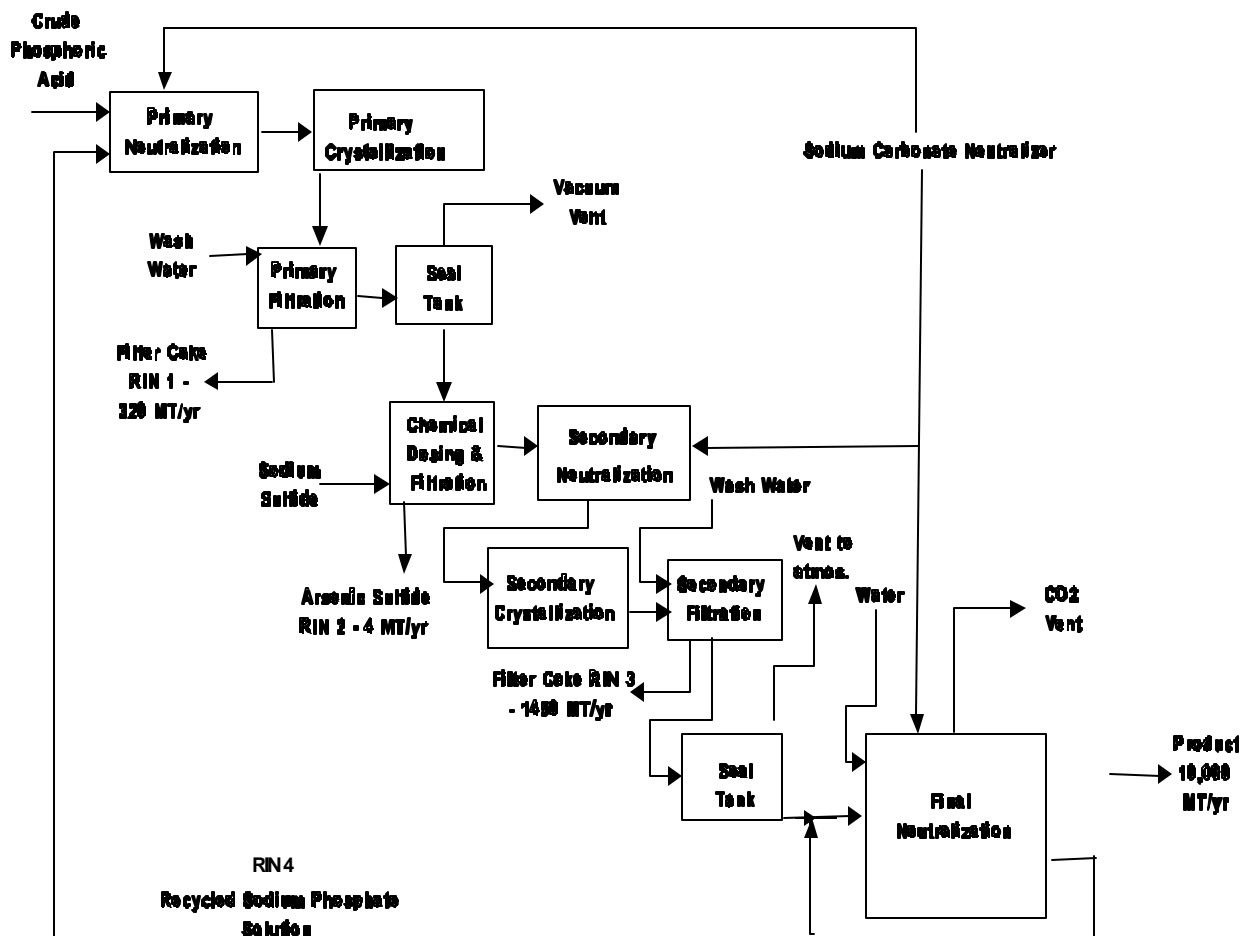 Crude
Phosphoric
Acid
Primary
Neutralization
Primary
Crystallization
Sodium Carbonate Neutralizer
Vacuum
Vent
Wash
Water
Primary
Filtration
Seal
Tank
Filter Cake
RIN 1 -
320 MT/yr
Chemical
Dosing &
Filtration
Secondary
Neutralization
Sodium
Sulfide
Wash Water
Vent to
atmos.
Water
Arsenic Sulfide
RIN 2 - 4 MT/yr
Secondary
Crystallization
Secondary
Filtration
CO2
Vent
Filter Cake RIN 3
- 1450 MT/yr
Seal
Tank
Final
Neutralization
Product
10,000
MT/yr
RIN 4
Recycled Sodium Phosphate
Solution